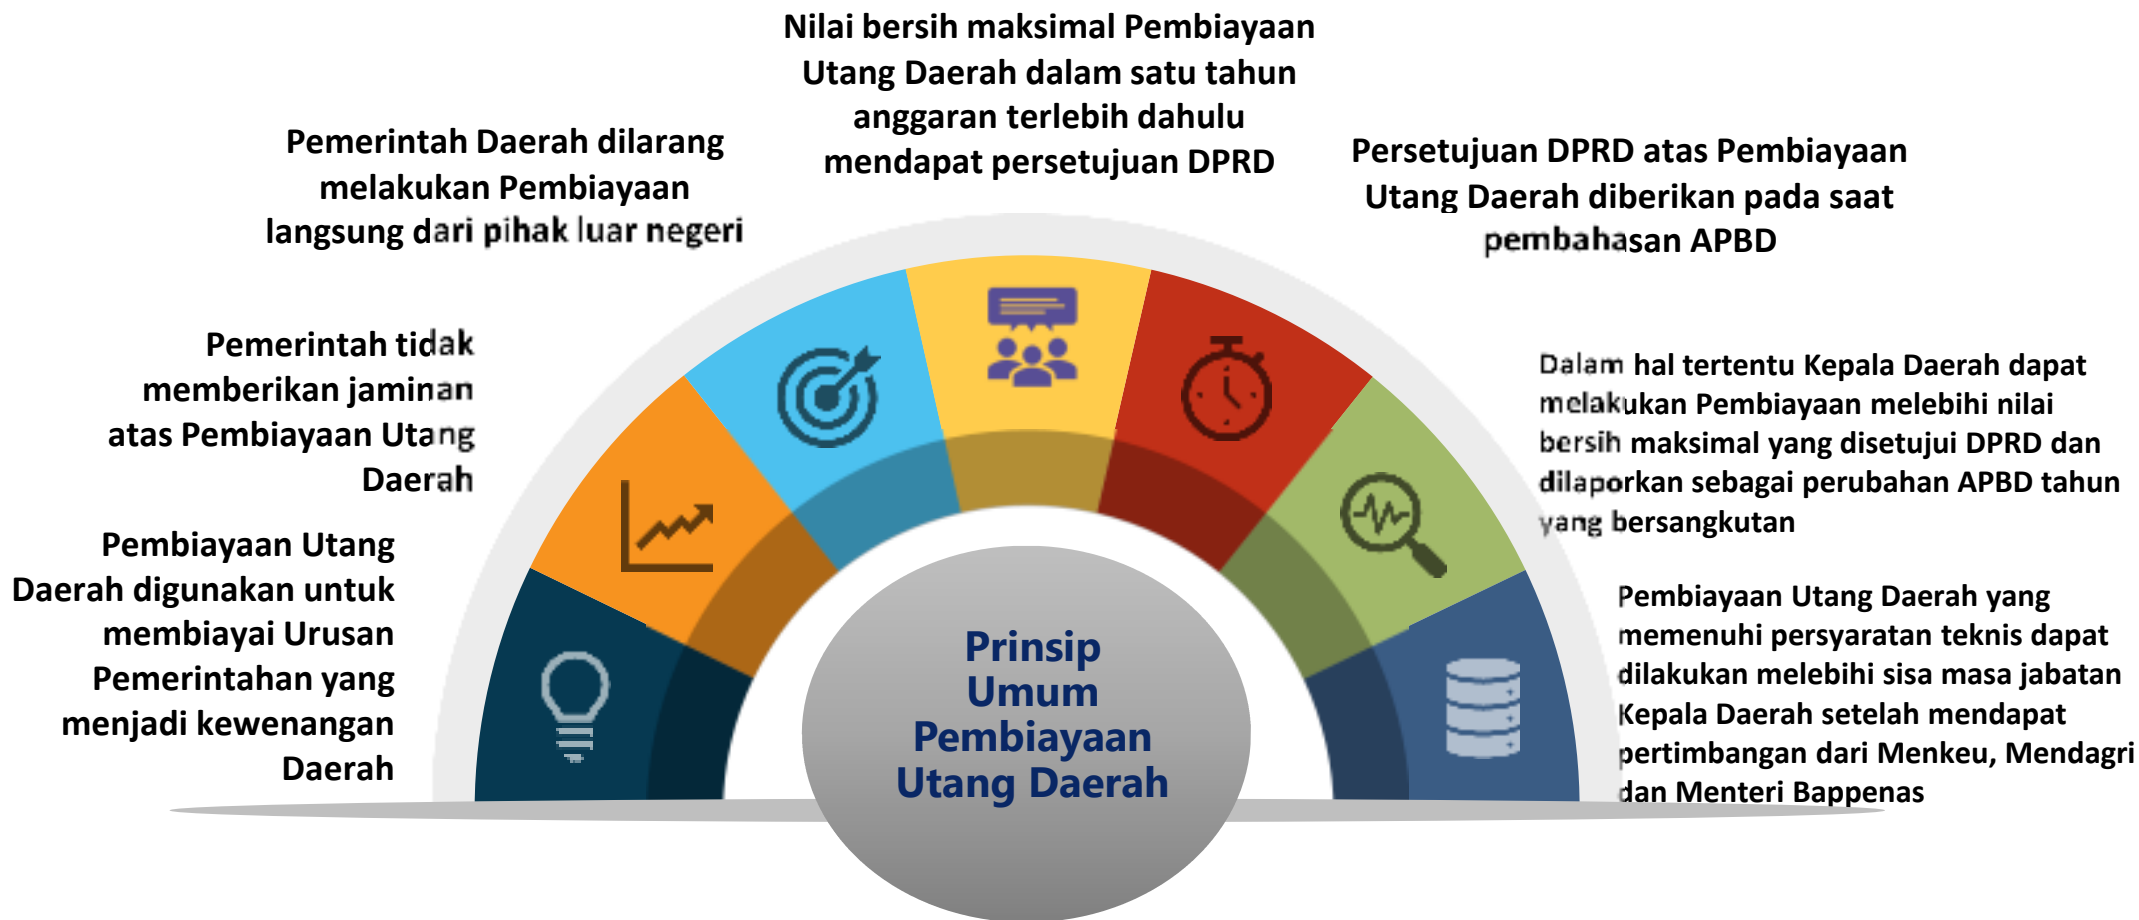 Nilai bersih maksimal Pembiayaan
Utang Daerah dalam satu tahun
anggaran terlebih dahulu
mendapat persetujuan DPRD
Pemerintah Daerah dilarang
melakukan Pembiayaan
langsung dari pihak luar negeri
Persetujuan DPRD atas Pembiayaan
Utang Daerah diberikan pada saat
pembahasan APBD
Pemerintah tidak
memberikan jaminan
atas Pembiayaan Utang
Daerah
Dalam hal tertentu Kepala Daerah dapat
melakukan Pembiayaan melebihi nilai
bersih maksimal yang disetujui DPRD dan
dilaporkan sebagai perubahan APBD tahun
yang bersangkutan
Pembiayaan Utang
Daerah digunakan untuk
membiayai Urusan
Pemerintahan yang
menjadi kewenangan
Daerah
Pembiayaan Utang Daerah yang
memenuhi persyaratan teknis dapat
dilakukan melebihi sisa masa jabatan
Kepala Daerah setelah mendapat
pertimbangan dari Menkeu, Mendagri
dan Menteri Bappenas
Prinsip
Umum
Pembiayaan
Utang Daerah